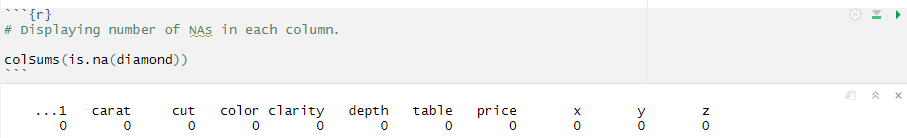 ```{r}
# Displaying number of NAs in each column.
colSums(is.na(diamond))
```
...1 carat cut color clarity depth table price x y z
0 0 0 0 0 0 0 0 0 0 0